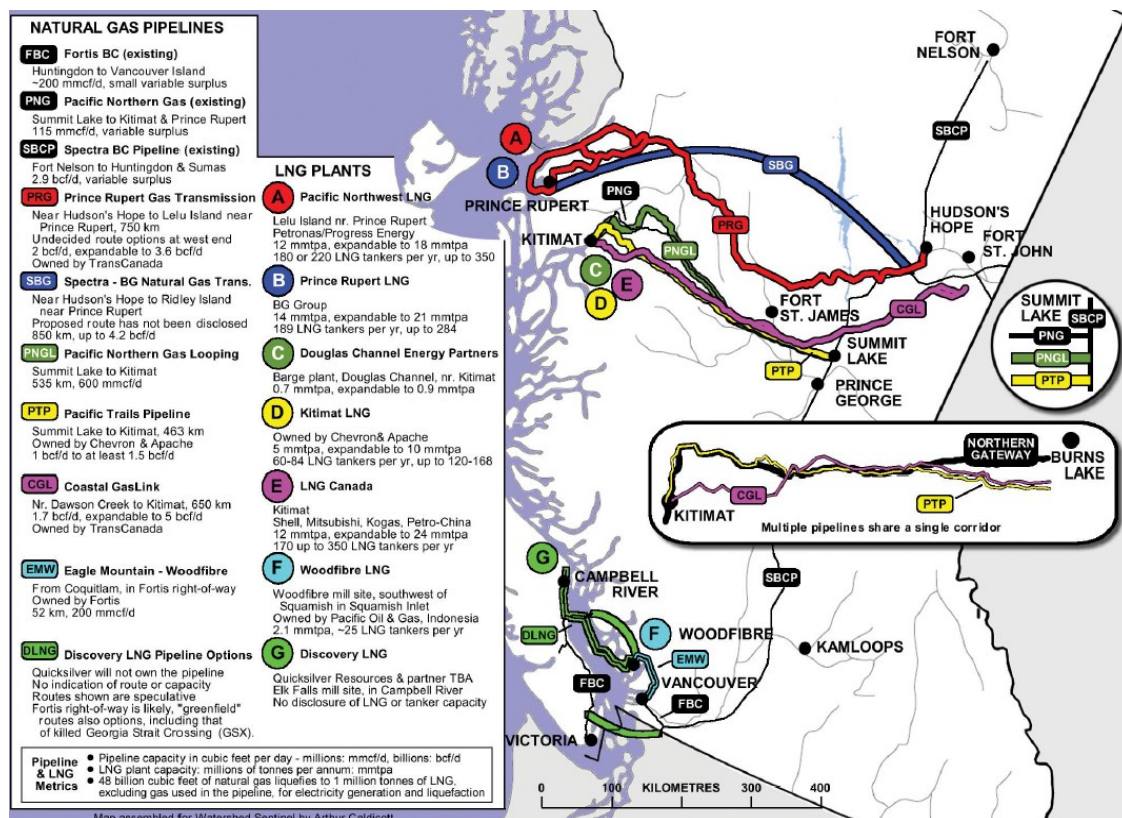 NATURAL GAS PIPELINES
FBC Fortis BC (existing)
Huntingdon to Vancouver Island
~200 mmcf/d, small variable surplus
PNG Pacific Northern Gas (existing)
Summit Lake to Kitimat & Prince Rupert
115 mmcf/d, variable surplus
SBCP Spectra BC Pipeline (existing)
Fort Nelson to Huntingdon & Sumas
2.9 bcf/d, variable surplus
PRG Prince Rupert Gas Transmission
Near Hudson's Hope to Lelu Island near
Prince Rupert, 750 km
Undecided route options at west end
2 bcf/d, expandable to 3.6 bcf/d
Owned by TransCanada
SBG Spectra - BG Natural Gas Trans.
Near Hudson's Hope to Ridley Island
near Prince Rupert
Proposed route has not been disclosed
850 km, up to 4.2 bcf/d
PNGL Pacific Northern Gas Looping
Summit Lake to Kitimat
535 km, 600 mmcf/d
PTP Pacific Trails Pipeline
Summit Lake to Kitimat, 463 km
Owned by Chevron & Apache
1 bcf/d to at least 1.5 bcf/d
CGL Coastal GasLink
Nr. Dawson Creek to Kitimat, 650 km
1.7 bcf/d, expandable to 5 bcf/d
Owned by TransCanada
EMW Eagle Mountain - Woodfibre
From Coquitlam, in Fortis right-of-way
Owned by Fortis
52 km, 200 mmcf/d
DLNG Discovery LNG Pipeline Options
Quicksilver will not own the pipeline
No indication of route or capacity
Routes shown are speculative
Fortis right-of-way is likely, "greenfield"
routes also options, including that
of killed Georgia Strait Crossing (GSX).
LNG PLANTS
A Pacific Northwest LNG
Lelu Island nr. Prince Rupert
Petronas/Progress Energy
12 mmtpa, expandable to 18 mmtpa
180 or 220 LNG tankers per yr, up to 350
B Prince Rupert LNG
BG Group
14 mmtpa, expandable to 21 mmtpa
189 LNG tankers per yr, up to 284
C Douglas Channel Energy Partners
Barge plant, Douglas Channel, nr. Kitimat
0.7 mmtpa, expandable to 0.9 mmtpa
D Kitimat LNG
Owned by Chevron& Apache
5 mmtpa, expandable to 10 mmtpa
60-84 LNG tankers per yr, up to 120-168
E LNG Canada
Kitimat
Shell, Mitsubishi, Kogas, Petro-China
12 mmtpa, expandable to 24 mmtpa
170 up to 350 LNG tankers per yr
F Woodfibre LNG
Woodfibre mill site, southwest of
Squamish in Squamish Inlet
Owned by Pacific Oil & Gas, Indonesia
2.1 mmtpa, ~25 LNG tankers per yr
G Discovery LNG
Quicksilver Resources & partner TBA
Elk Falls mill site, in Campbell River
No disclosure of LNG or tanker capacity
Pipeline
& LNG
Metrics
● Pipeline capacity in cubic feet per day - millions: mmcf/d, billions: bcf/d
● LNG plant capacity: millions of tonnes per annum: mmtpa
● 48 billion cubic feet of natural gas liquefies to 1 million tonnes of LNG,
excluding gas used in the pipeline, for electricity generation and liquefaction
Map assembled for Watershed Sentinel by Arthur Caldicott
FORT
NELSON
SBCP
A
B
SBG
PRINCE RUPERT
PNG
PRG
HUDSON'S
HOPE
FORT
ST. JOHN
KITIMAT
PNGL
C
E
D
CGL
FORT
ST. JAMES
SUMMIT
LAKE
PTP
PRINCE
GEORGE
SUMMIT
LAKE
SBCP
PNG
PNGL
PTP
NORTHERN
GATEWAY
BURNS
LAKE
CGL
PTP
KITIMAT
Multiple pipelines share a single corridor
SBCP
G
CAMPBELL
RIVER
DLNG
F
WOODFIBRE
EMW
KAMLOOPS
FBC
VANCOUVER
FBC
VICTORIA
KILOMETRES
0 100 200 400